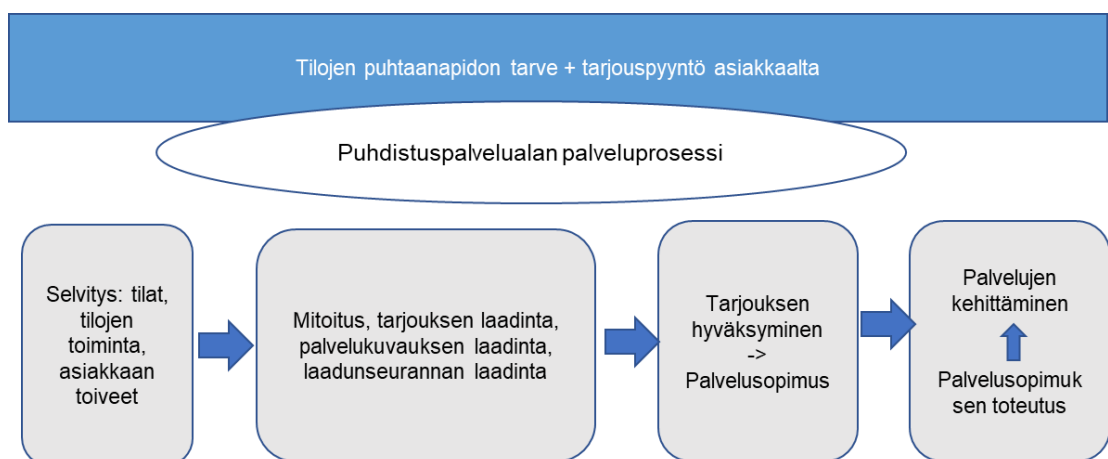 Tilojen puhtaanapidon tarve + tarjouspyyntö asiakkaalta
Puhdistuspalvelualan palveluprosessi
Selvitys: tilat,
tilojen
toiminta,
asiakkaan
toiveet
Mitoitus, tarjouksen laadinta,
palvelukuvauksen laadinta,
laadunseurannan laadinta
Tarjouksen
hyväksyminen
->
Palvelusopimus
Palvelujen
kehittäminen
Palvelusopimuk
sen toteutus